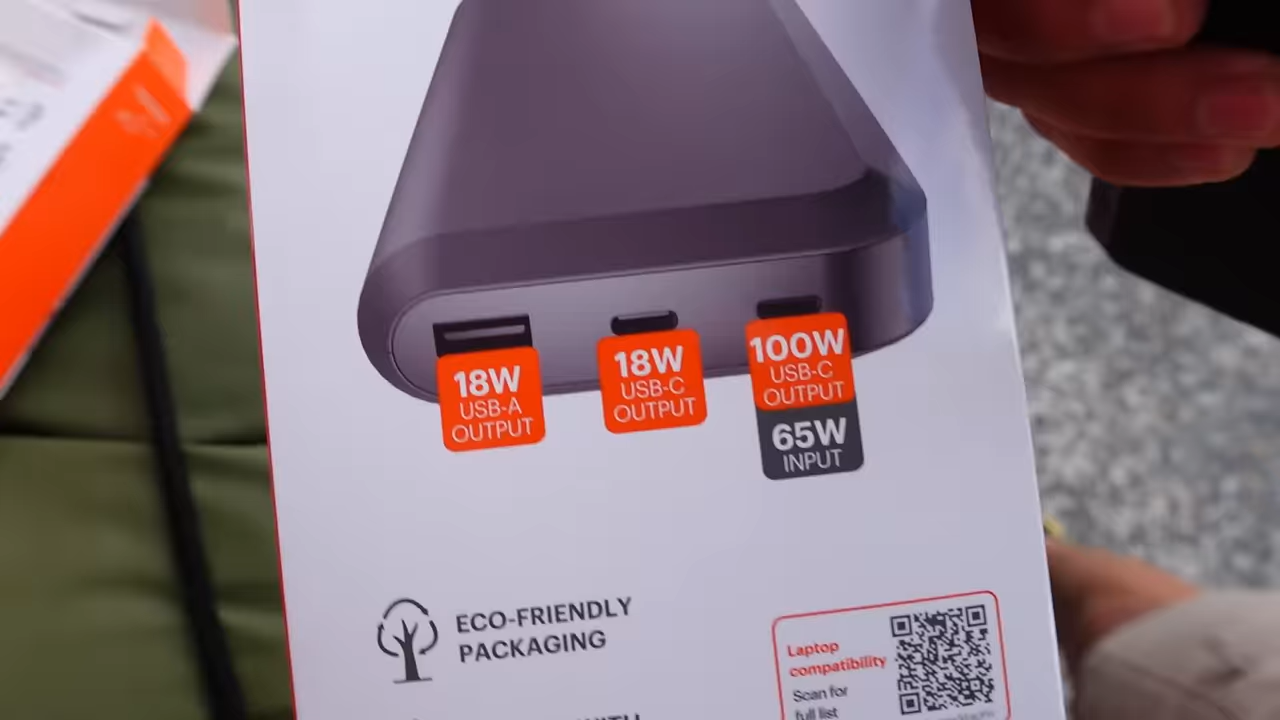 18W
USB-A
OUTPUT
18W
USB-C
OUTPUT
100W
USB-C
OUTPUT
65W
INPUT
ECO-FRIENDLY
PACKAGING
Laptop
compatibility
Scan for
full list
WITH